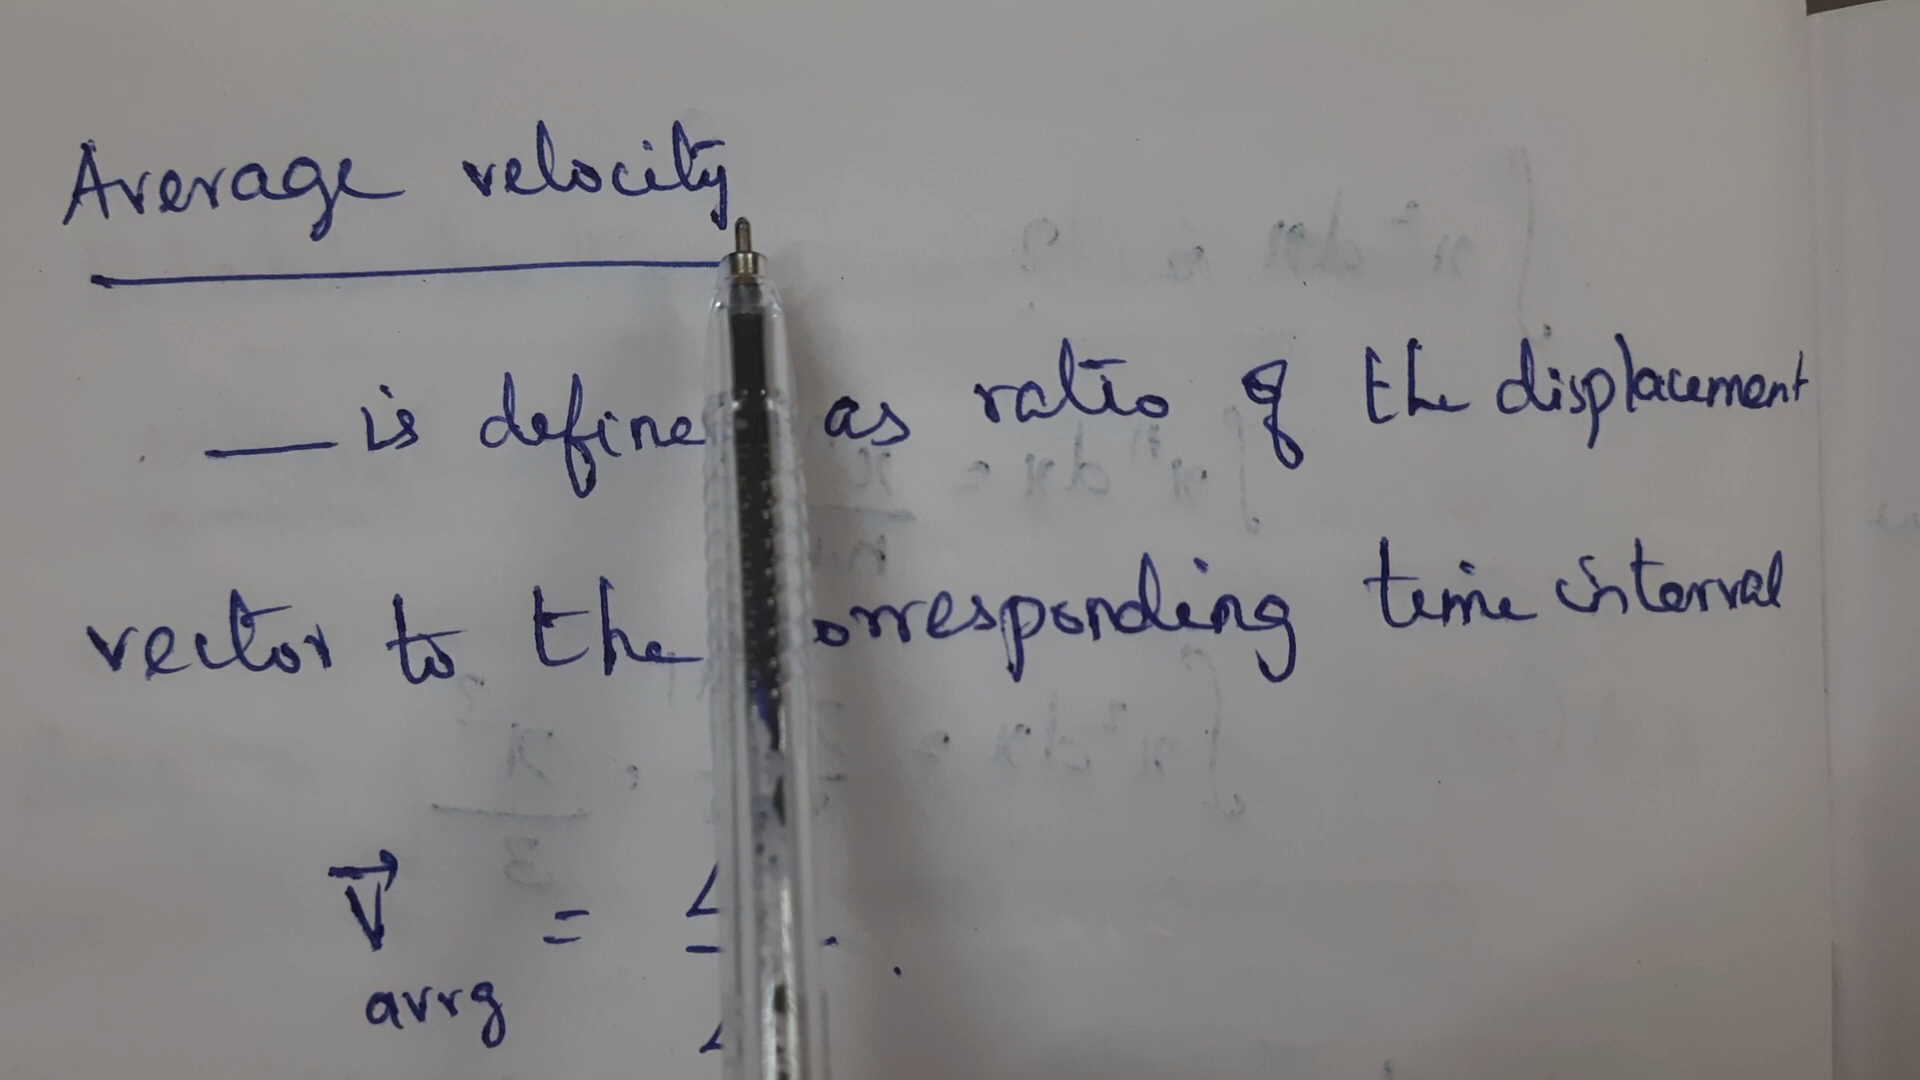 Average velocity
is define as ratio of the displacement
vector to the orresponding time interval
V =
avrg